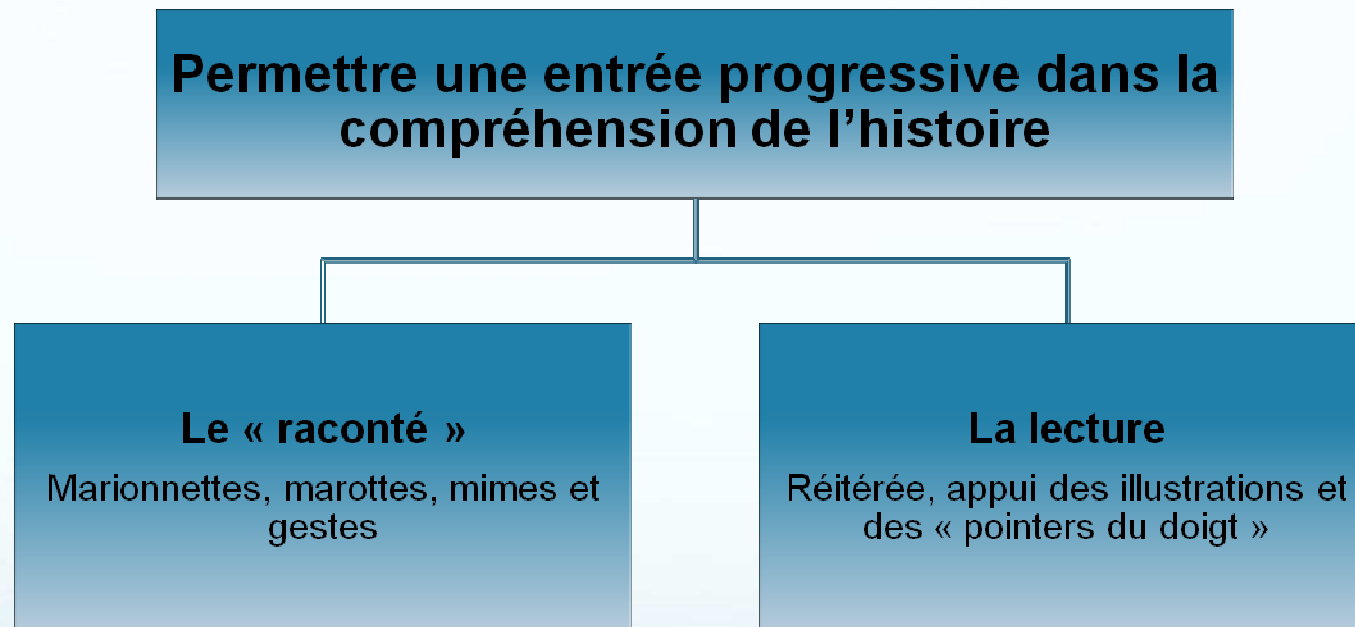 Permettre une entrée progressive dans la
compréhension de l’histoire
Le « raconté »
Marionnettes, marottes, mimes et
gestes
La lecture
Réitérée, appui des illustrations et
des « pointers du doigt »